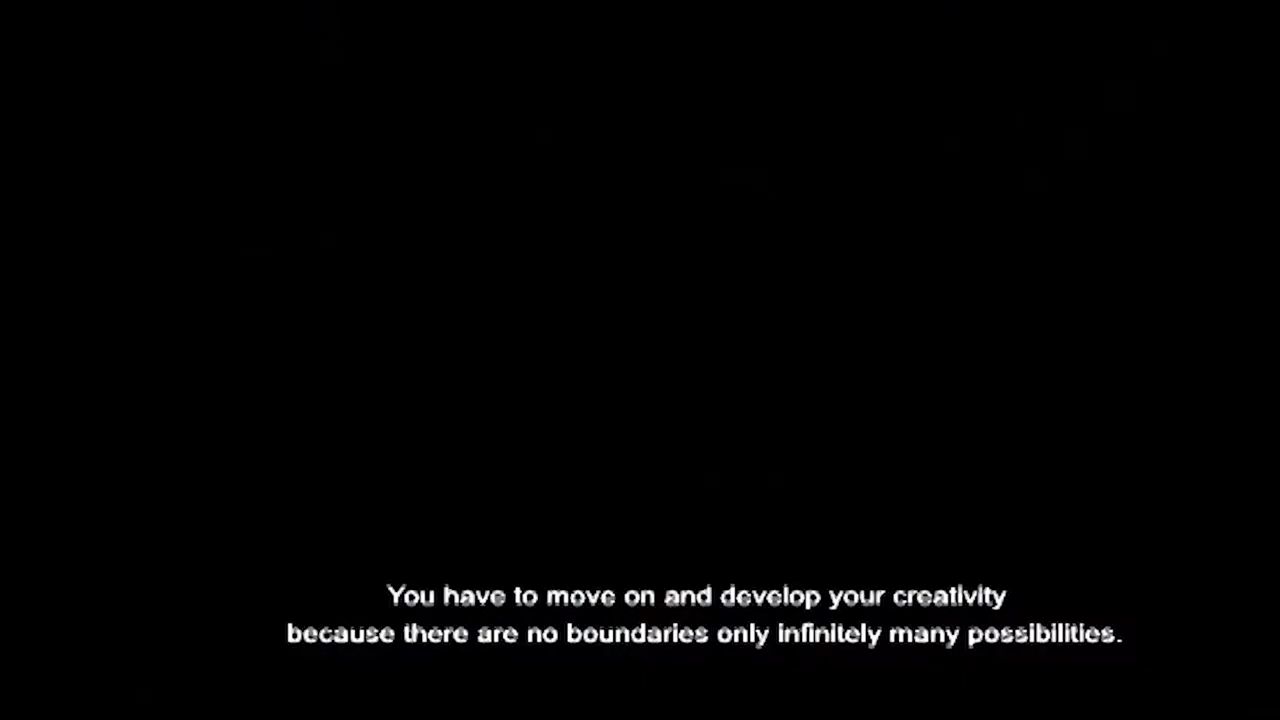 You have to move on and develop your creativity
because there are no boundaries only infinitely many possibilities.